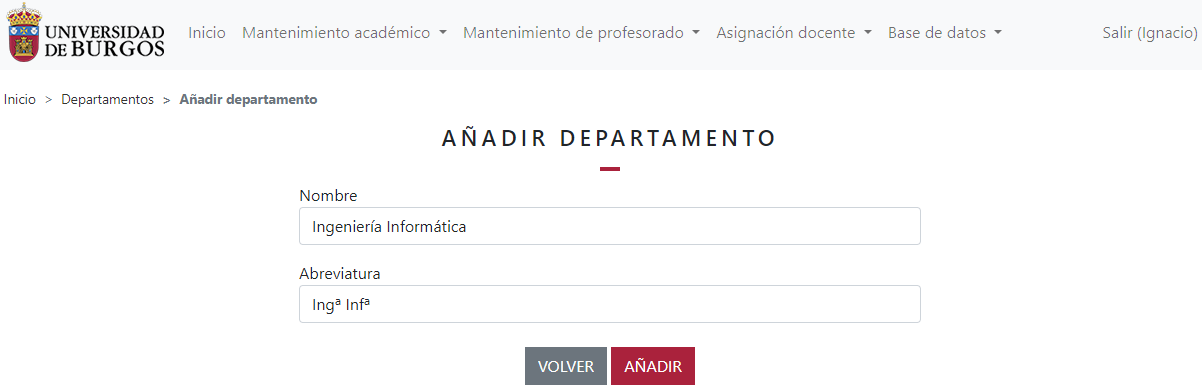 UNIVERSIDAD
DE BURGOS
Inicio Mantenimiento académico Mantenimiento de profesorado Asignación docente Base de datos Salir (Ignacio)
Inicio > Departamentos > Añadir departamento
AÑADIR DEPARTAMENTO
Nombre
Ingeniería Informática
Abreviatura
Ingª Infª
VOLVER AÑADIR